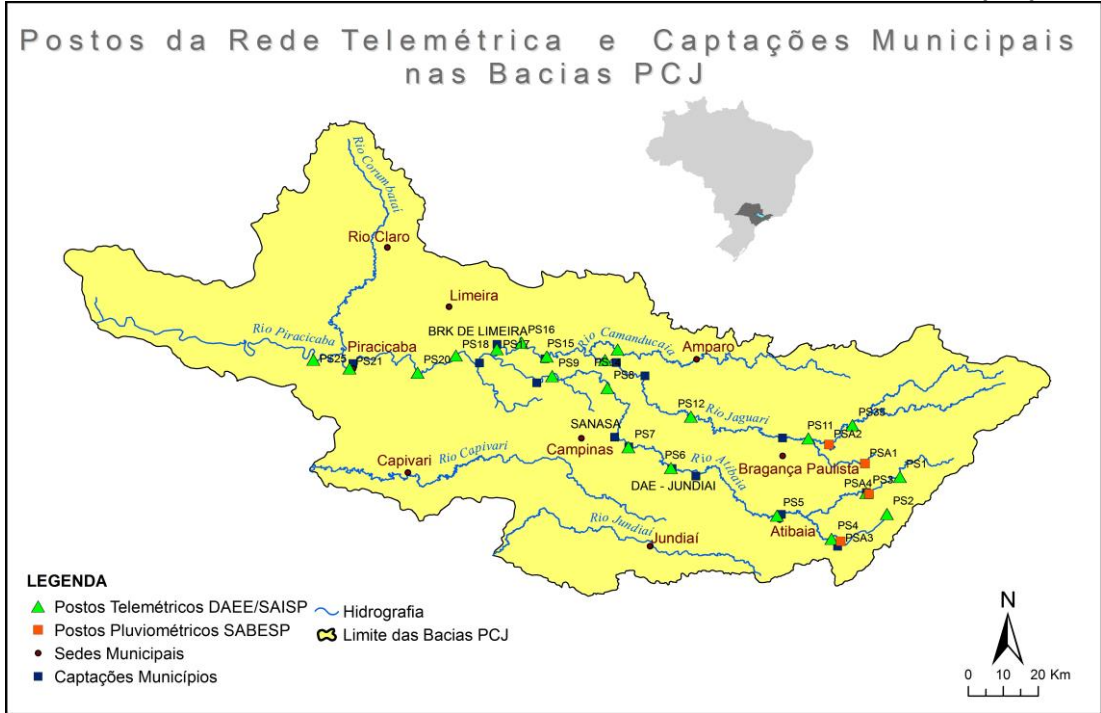 Postos da Rede Telemétrica e Captações Municipais
nas Bacias PCJ
Rio Corumbataí
Rio Claro
Limeira
Rio Piracicaba
Piracicaba
BRK DE LIMEIRA
PS16
PS18
PS17
PS15
Rio Camanducaia
Amparo
PS25
PS21
PS20
PS9
PS8
PS12
Rio Jaguari
SANASA
Campinas
PS7
PS11
PS38
PSA2
PSA1
Bragança Paulista
Capivari
Rio Capivari
PS6
DAE - JUNDIAI
Rio Atibaia
PS1
PS3
PSA4
PS2
PS5
Atibaia
PS4
PSA3
Rio Jundiaí
Jundiaí
LEGENDA
Postos Telemétricos DAEE/SAISP
Hidrografia
Postos Pluviométricos SABESP
Limite das Bacias PCJ
Sedes Municipais
Captações Municípios
N
0 10 20 Km